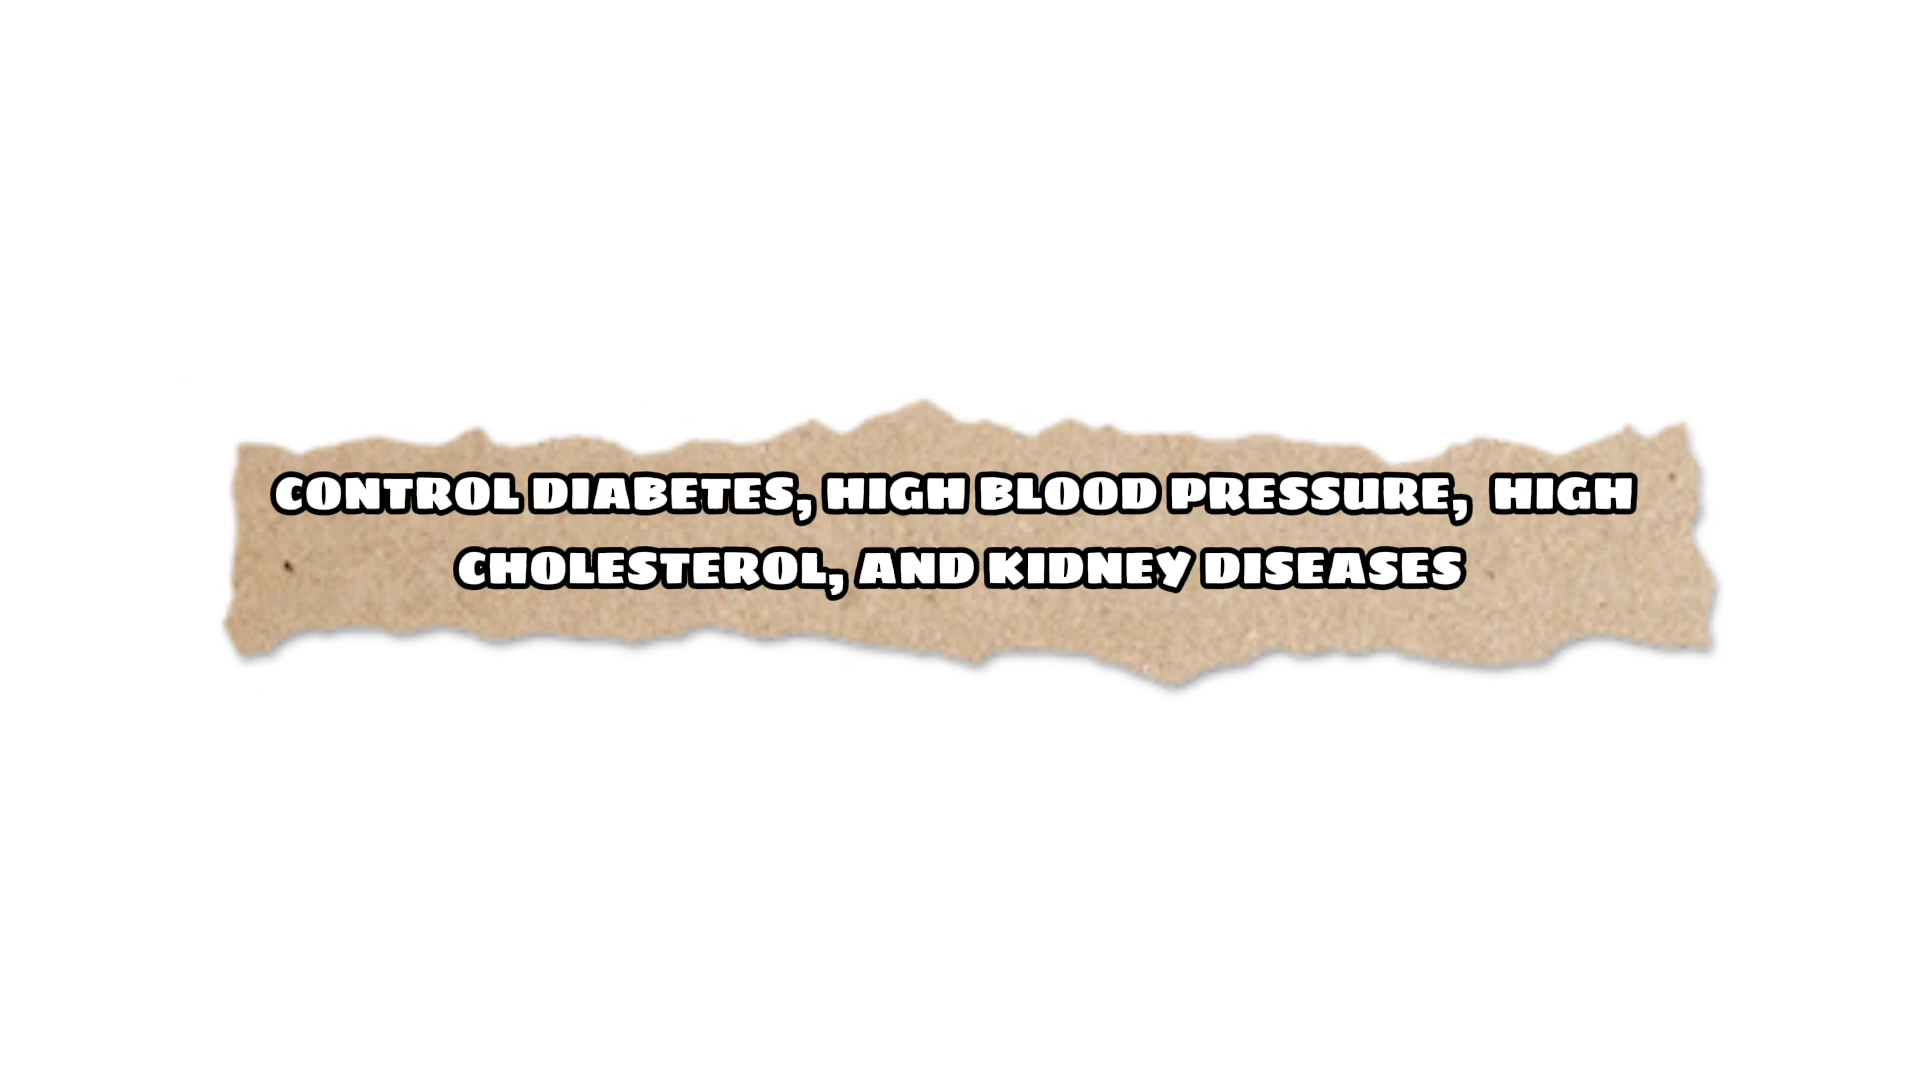 CONTROL DIABETES, HIGH BLOOD PRESSURE,  HIGH
CHOLESTEROL, AND KIDNEY DISEASES